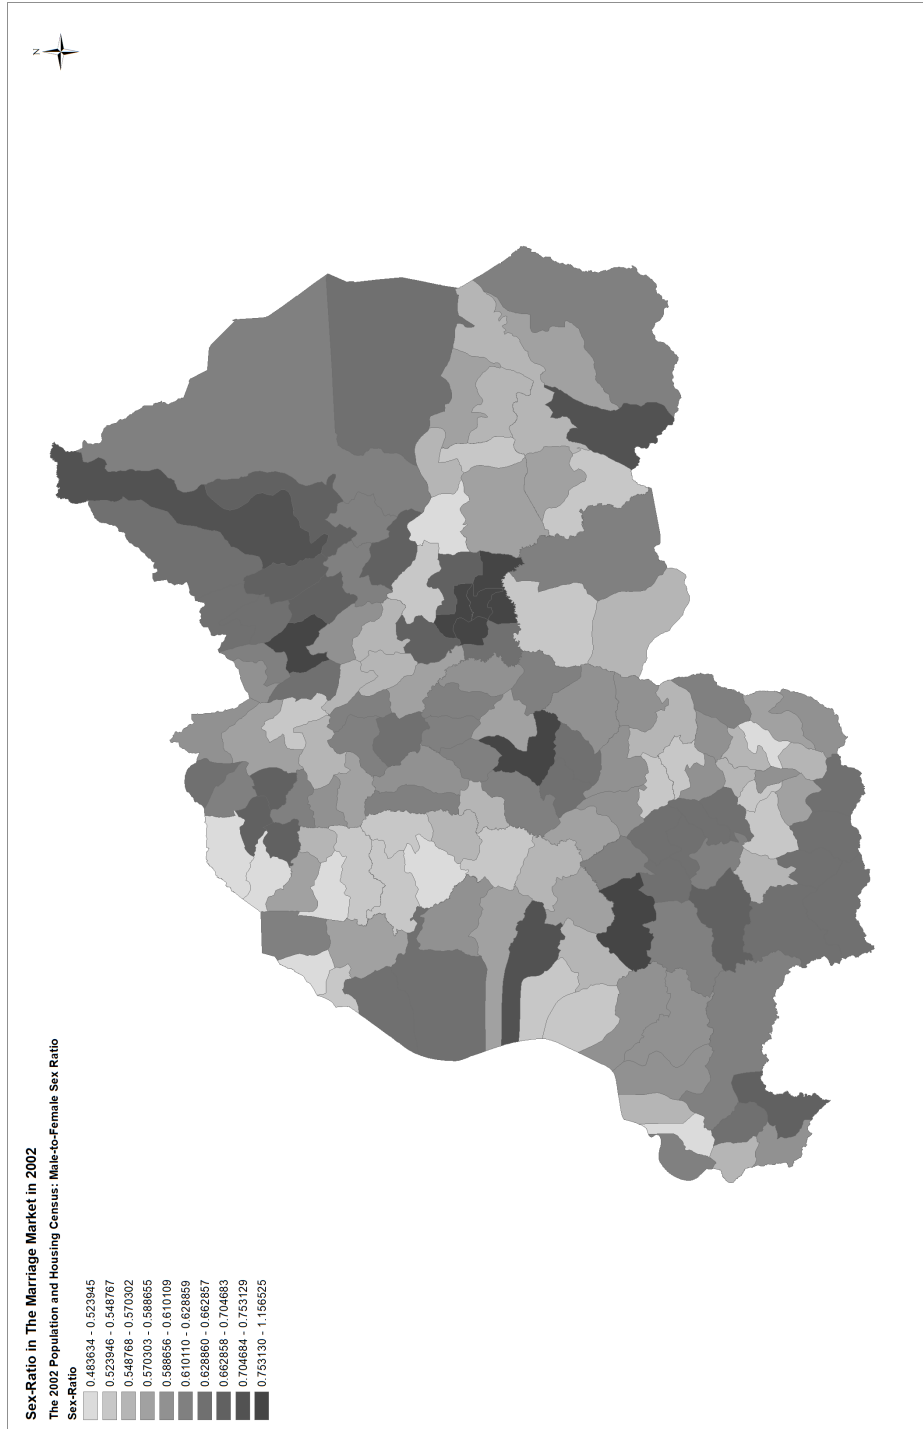 Sex-Ratio in The Marriage Market in 2002
The 2002 Population and Housing Census: Male-to-Female Sex Ratio
Sex-Ratio
0.483634 - 0.523945
0.523946 - 0.548767
0.548768 - 0.570302
0.570303 - 0.588655
0.588656 - 0.610109
0.610110 - 0.628859
0.628860 - 0.662857
0.662858 - 0.704683
0.704684 - 0.753129
0.753130 - 1.156525
N